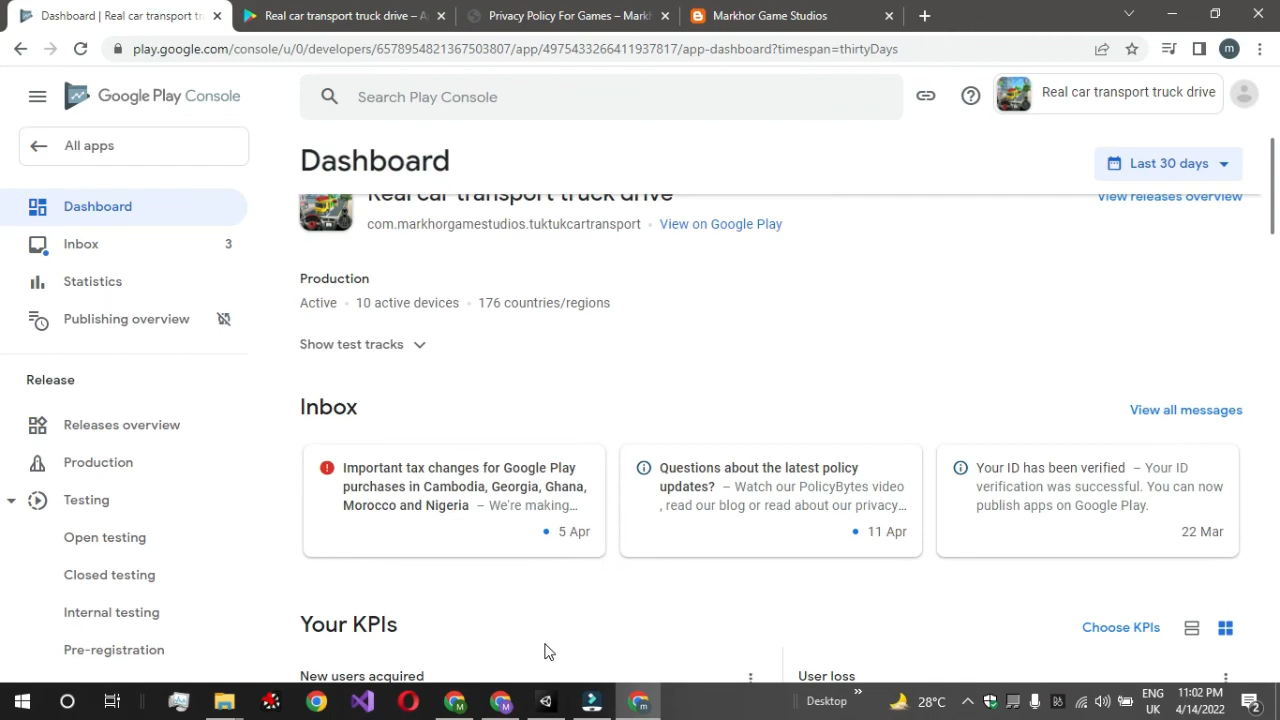 Dashboard | Real car transport tr
Real car transport truck drive – A
Privacy Policy For Games – Markh
Markhor Game Studios
play.google.com/console/u/0/developers/6578954821367503807/app/4975433266411937817/app-dashboard?timespan=thirtyDays
m
Google Play Console
Search Play Console
Real car transport truck drive
All apps
Dashboard
Last 30 days
Dashboard
Real car transport truck drive
View releases overview
com.markhorgamestudios.tuktukcartransport • View on Google Play
Inbox 3
Statistics
Production
Active • 10 active devices • 176 countries/regions
Publishing overview
Show test tracks
Release
Inbox
View all messages
Releases overview
Production
Testing
Open testing
Closed testing
Internal testing
Pre-registration
Important tax changes for Google Play
purchases in Cambodia, Georgia, Ghana,
Morocco and Nigeria – We're making...
5 Apr
Questions about the latest policy
updates? – Watch our PolicyBytes video
, read our blog or read about our privacy...
11 Apr
Your ID has been verified – Your ID
verification was successful. You can now
publish apps on Google Play.
22 Mar
Your KPIs
Choose KPIs
New users acquired
User loss
Desktop
28°C
ENG
UK
11:02 PM
4/14/2022
2